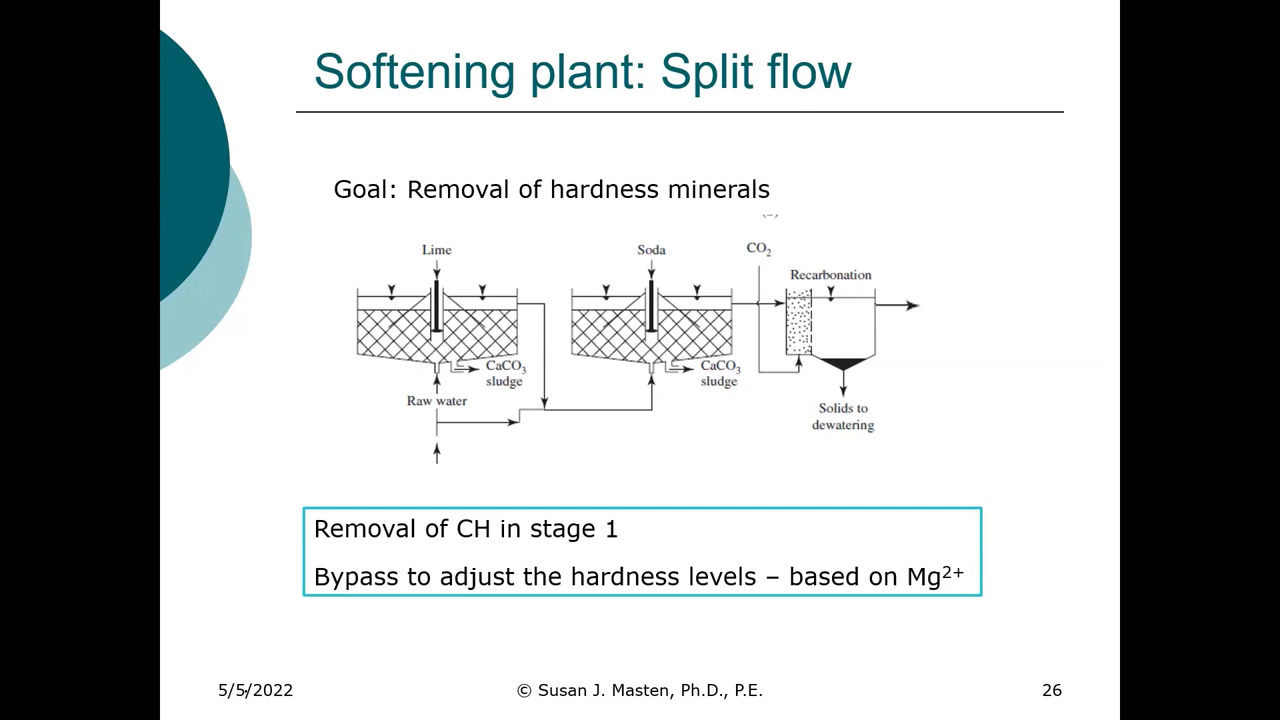 Softening plant: Split flow
Goal: Removal of hardness minerals
Lime
Soda
CO₂
Recarbonation
CaCO₃
sludge
CaCO₃
sludge
Raw water
Solids to
dewatering
Removal of CH in stage 1
Bypass to adjust the hardness levels – based on Mg²⁺
5/5/2022
© Susan J. Masten, Ph.D., P.E.
26